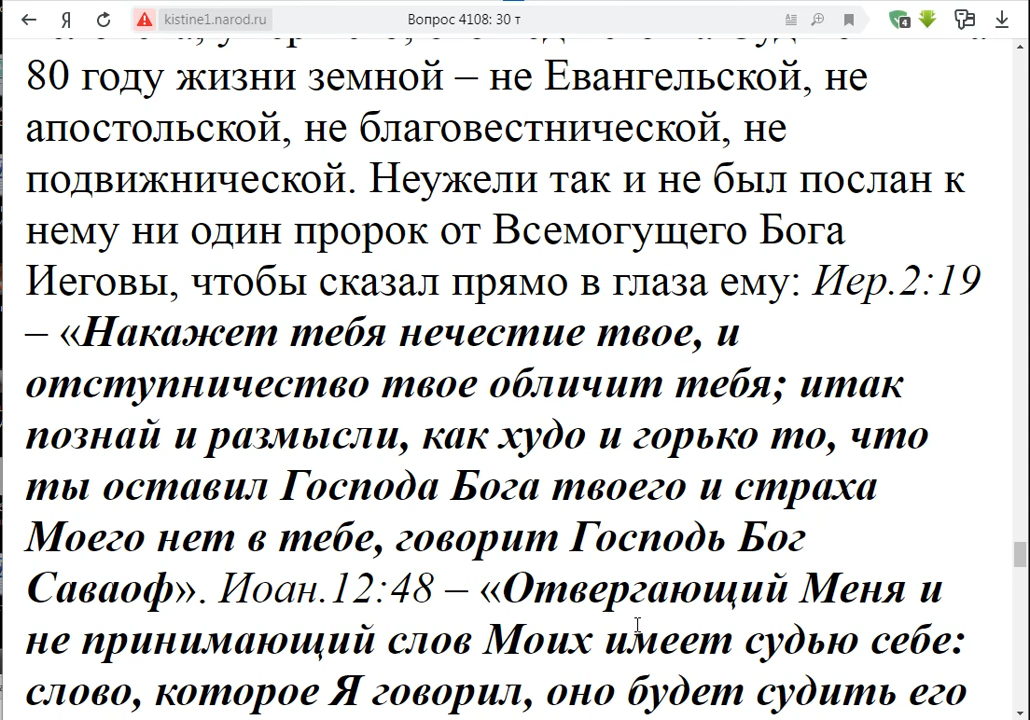 kistine1.narod.ru
Вопрос 4108: 30 т
4
80 году жизни земной – не Евангельской, не
апостольской, не благовестнической, не
подвижнической. Неужели так и не был послан к
нему ни один пророк от Всемогущего Бога
Иеговы, чтобы сказал прямо в глаза ему: Иер.2:19
– «Накажет тебя нечестие твое, и
отступничество твое обличит тебя; итак
познай и размысли, как худо и горько то, что
ты оставил Господа Бога твоего и страха
Моего нет в тебе, говорит Господь Бог
Саваоф». Иоан.12:48 – «Отвергающий Меня и
не принимающий слов Моих имеет судью себе:
слово, которое Я говорил, оно будет судить его